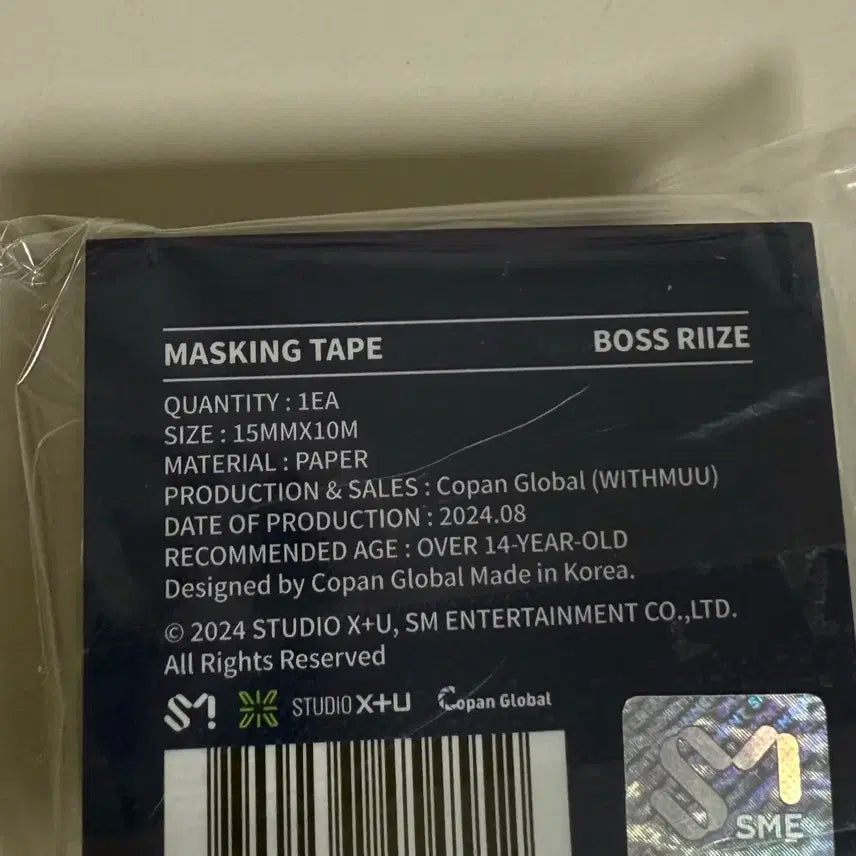 MASKING TAPE BOSS RIIZE
QUANTITY : 1EA
SIZE : 15MMX10M
MATERIAL : PAPER
PRODUCTION & SALES : Copan Global (WITHMUU)
DATE OF PRODUCTION : 2024.08
RECOMMENDED AGE : OVER 14-YEAR-OLD
Designed by Copan Global Made in Korea.
© 2024 STUDIO X+U, SM ENTERTAINMENT CO.,LTD.
All Rights Reserved
SM! STUDIO X+U Copan Global
SM
SME